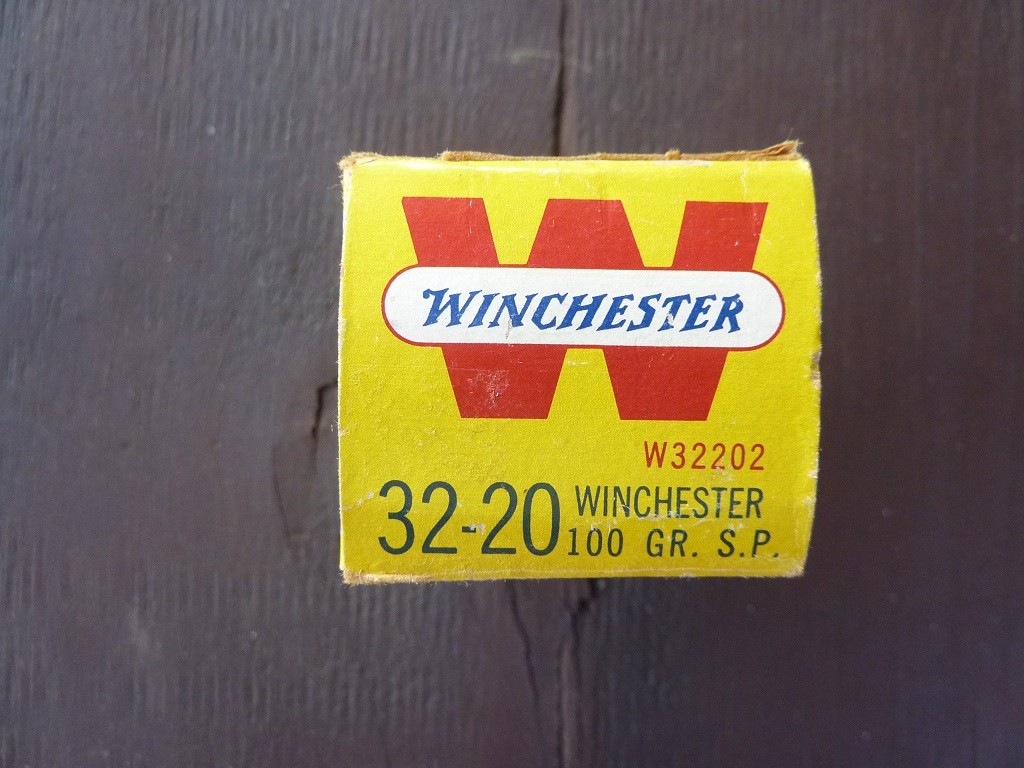 WINCHESTER
W32202
32-20 WINCHESTER
100 GR. S.P.